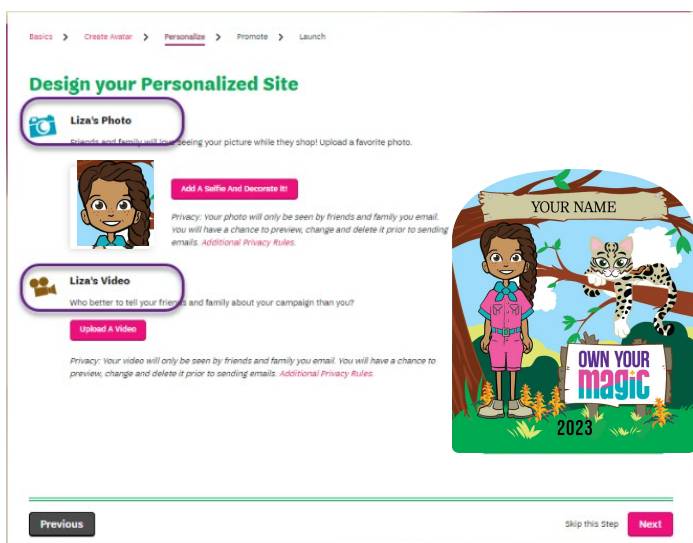 Basics > Create Avatar > Personalize > Promote > Launch
Design your Personalized Site
Liza's Photo
Friends and family will love seeing your picture while they shop! Upload a favorite photo.
Add A Selfie And Decorate It!
Privacy: Your photo will only be seen by friends and family you email.
You will have a chance to preview, change and delete it prior to sending
emails. Additional Privacy Rules.
YOUR NAME
Liza's Video
Who better to tell your friends and family about your campaign than you?
Upload A Video
Privacy: Your video will only be seen by friends and family you email. You will have a chance to
preview, change and delete it prior to sending emails. Additional Privacy Rules.
OWN YOUR
magic
2023
Previous
Skip this Step
Next